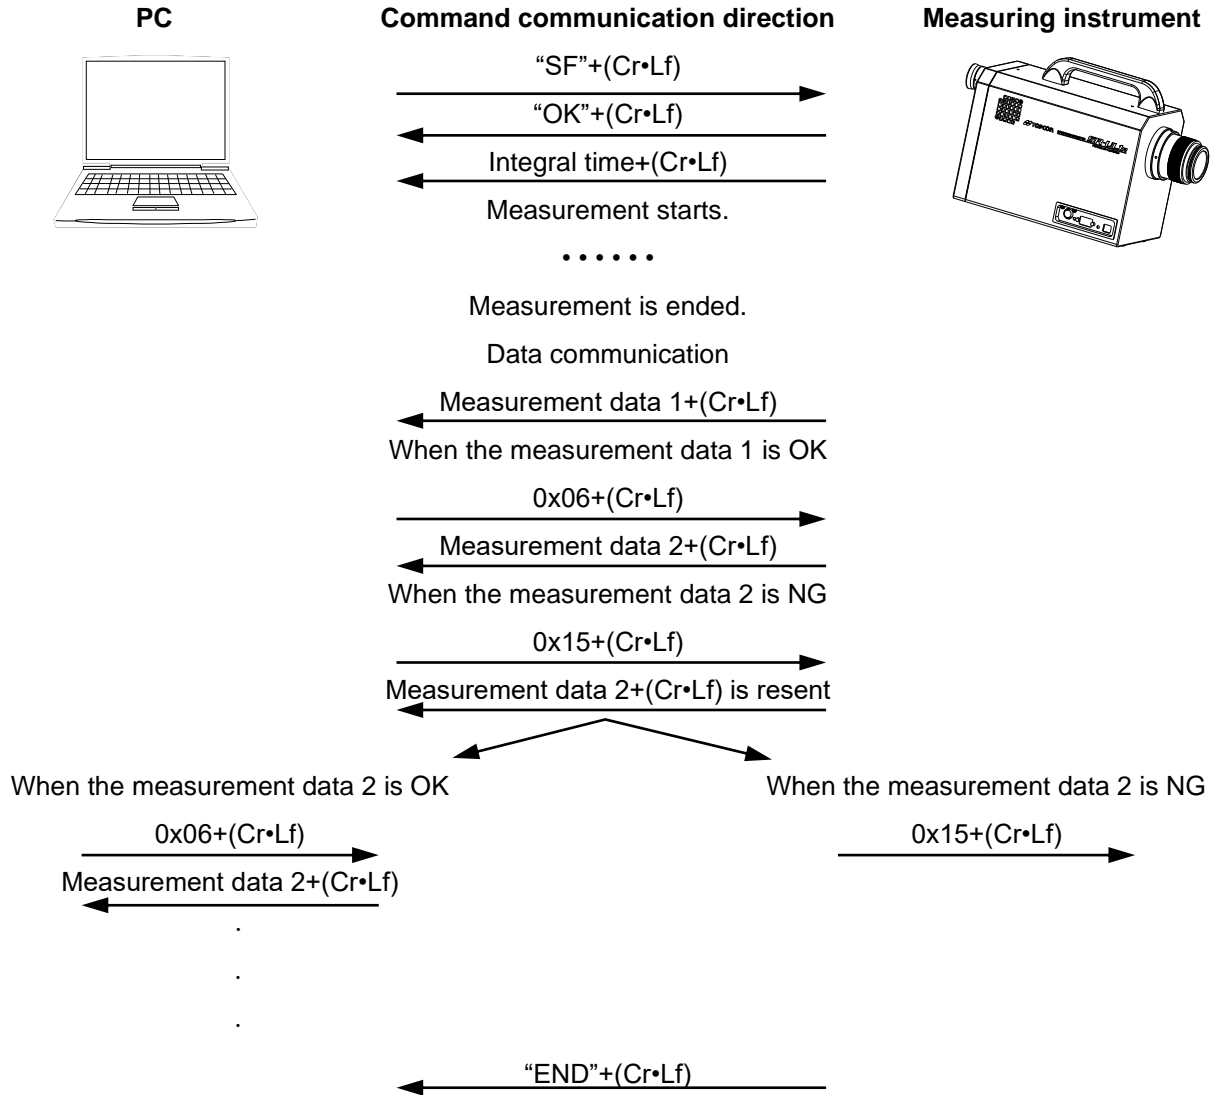 PC Command communication direction Measuring instrument
“SF”+(Cr•Lf)
“OK”+(Cr•Lf)
Integral time+(Cr•Lf)
Measurement starts.
• • • • • •
Measurement is ended.
Data communication
Measurement data 1+(Cr•Lf)
When the measurement data 1 is OK
0x06+(Cr•Lf)
Measurement data 2+(Cr•Lf)
When the measurement data 2 is NG
0x15+(Cr•Lf)
Measurement data 2+(Cr•Lf) is resent
When the measurement data 2 is OK When the measurement data 2 is NG
0x06+(Cr•Lf) 0x15+(Cr•Lf)
Measurement data 2+(Cr•Lf)
.
.
.
“END”+(Cr•Lf)